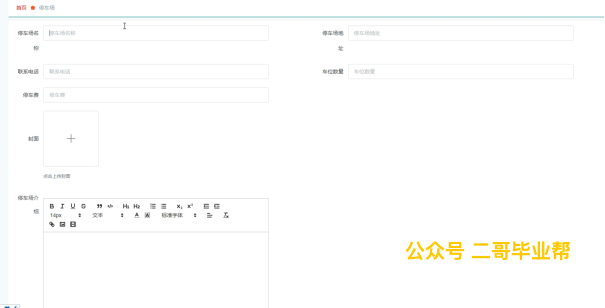 首页 停车场
停车场名称 停车场名称
停车场地址 停车场地址
联系电话 联系电话
车位数量 车位数量
停车费 停车费
封面
点击上传封面
停车场介绍
B I U S " </> H1 H2 x₂ x²
14px 文本 A 标准字体
公众号 二哥毕业帮